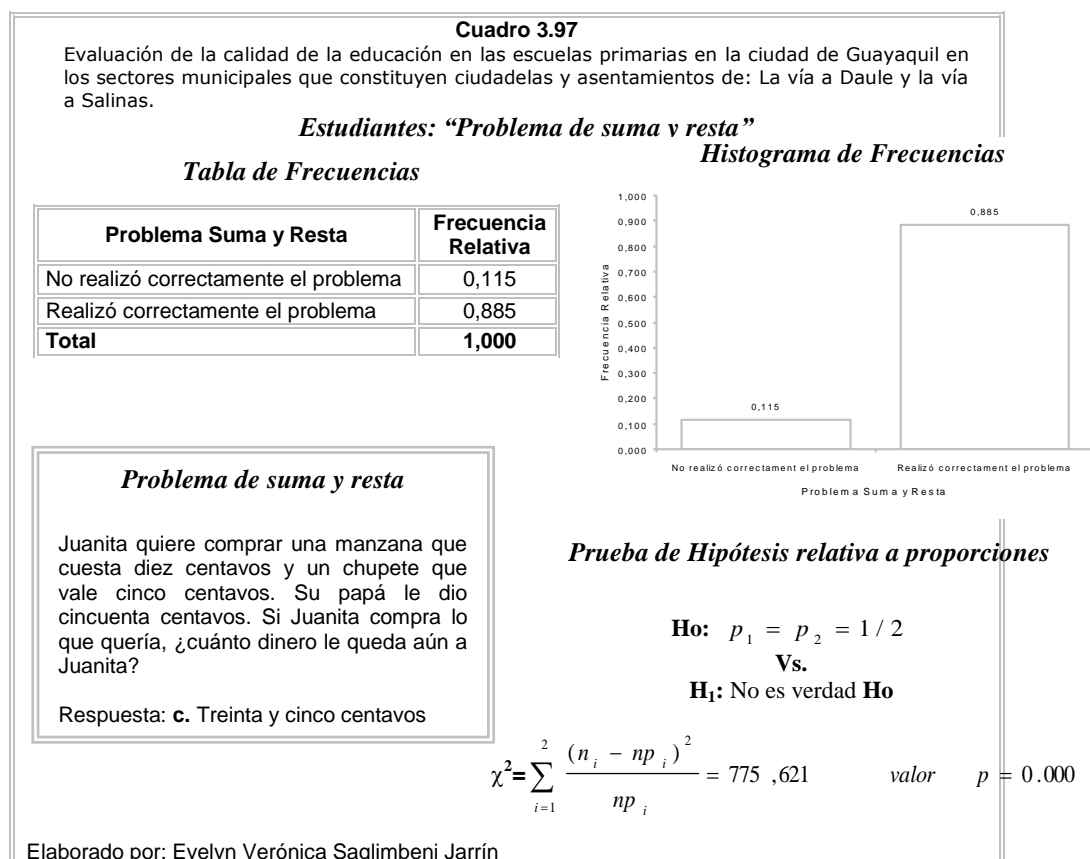 Cuadro 3.97
Evaluación de la calidad de la educación en las escuelas primarias en la ciudad de Guayaquil en
los sectores municipales que constituyen ciudadelas y asentamientos de: La vía a Daule y la vía
a Salinas.
Estudiantes: “Problema de suma y resta”
Tabla de Frecuencias
Problema Suma y Resta Frecuencia
Relativa
No realizó correctamente el problema 0,115
Realizó correctamente el problema 0,885
Total 1,000
Histograma de Frecuencias
1,000
0,900
0,800
0,700
0,600
0,500
0,400
0,300
0,200
0,100
0,000
Frecuencia Relativa
0,115
0,885
No realizó correctament el problema Realizó correctament el problema
Problema Suma y Resta
Problema de suma y resta
Juanita quiere comprar una manzana que
cuesta diez centavos y un chupete que
vale cinco centavos. Su papá le dio
cincuenta centavos. Si Juanita compra lo
que quería, ¿cuánto dinero le queda aún a
Juanita?
Respuesta: c. Treinta y cinco centavos
Prueba de Hipótesis relativa a proporciones
Ho: p₁ = p₂ = 1 / 2
Vs.
H₁: No es verdad Ho
χ²=∑_{i=1}^{2} (n_i − np_i)² / np_i = 775 ,621 valor p = 0.000
Elaborado por: Evelyn Verónica Saglimbeni Jarrín